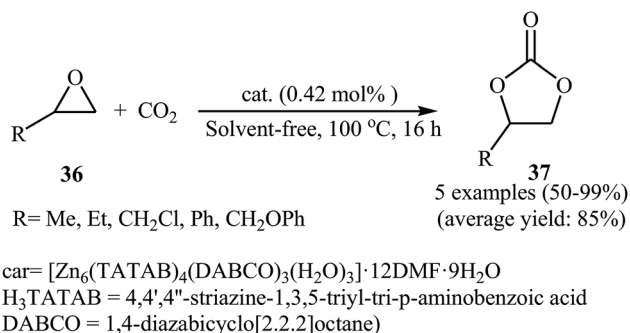 O
O
O
O
+ CO₂
cat. (0.42 mol% )
Solvent-free, 100 °C, 16 h
R
R
36
37
5 examples (50-99%)
R= Me, Et, CH₂Cl, Ph, CH₂OPh
(average yield: 85%)
car= [Zn₆(TATAB)₄(DABCO)₃(H₂O)₃]·12DMF·9H₂O
H₃TATAB = 4,4',4"-striazine-1,3,5-triyl-tri-p-aminobenzoic acid
DABCO = 1,4-diazabicyclo[2.2.2]octane)